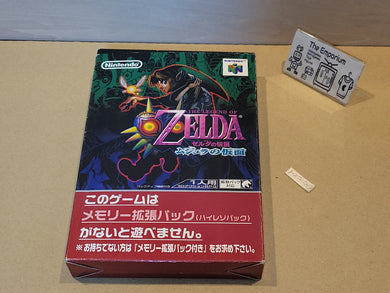 Nintendo
NINTENDO64
The Emporium
THE LEGEND OF
ZELDA
ゼルダの伝説
ムジュラの仮面
このゲームは
メモリー拡張パック(ハイレゾパック)
がないと遊べません。
※お持ちでない方は「メモリー拡張パック付き」をお求め下さい。